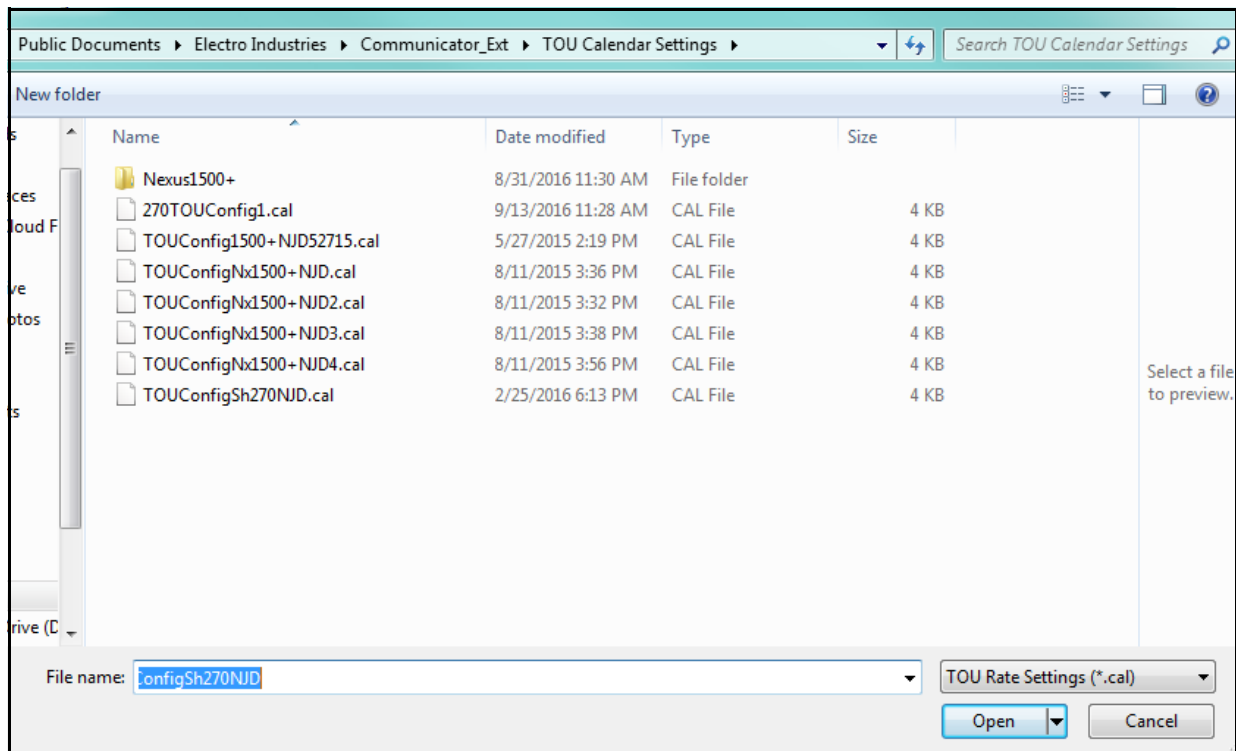 Public Documents ▸ Electro Industries ▸ Communicator_Ext ▸ TOU Calendar Settings ▸ Search TOU Calendar Settings
New folder
Name Date modified Type Size
Nexus1500+ 8/31/2016 11:30 AM File folder
270TOUConfig1.cal 9/13/2016 11:28 AM CAL File 4 KB
TOUConfig1500+NJD52715.cal 5/27/2015 2:19 PM CAL File 4 KB
TOUConfigNx1500+NJD.cal 8/11/2015 3:36 PM CAL File 4 KB
TOUConfigNx1500+NJD2.cal 8/11/2015 3:32 PM CAL File 4 KB
TOUConfigNx1500+NJD3.cal 8/11/2015 3:38 PM CAL File 4 KB
TOUConfigNx1500+NJD4.cal 8/11/2015 3:56 PM CAL File 4 KB
TOUConfigSh270NJD.cal 2/25/2016 6:13 PM CAL File 4 KB
s
ces
loud F
ve
otos
ts
rive (D
Select a file
to preview.
File name: ConfigSh270NJD TOU Rate Settings (*.cal)
Open Cancel